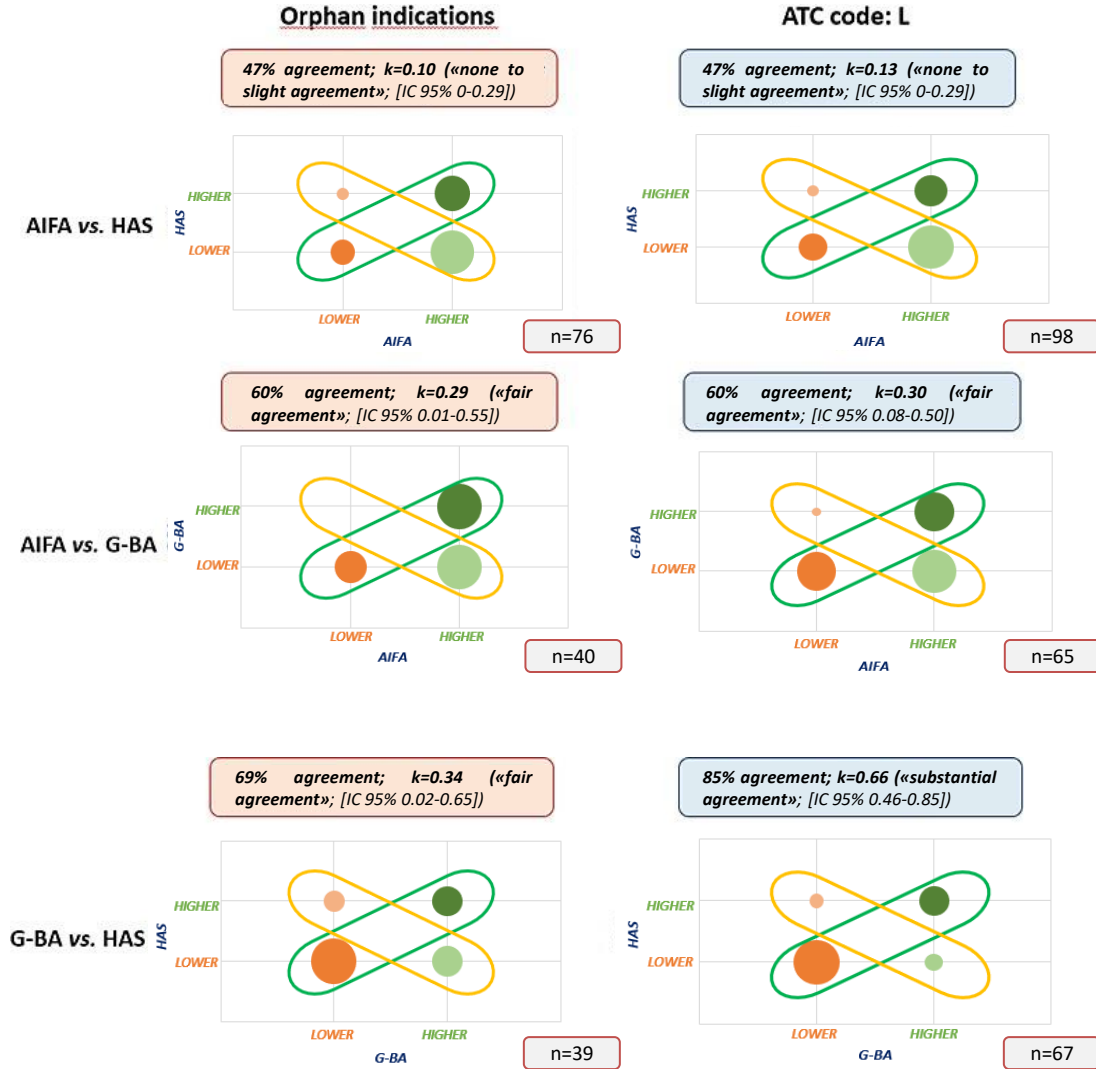 Orphan indications
ATC code: L
47% agreement; k=0.10 («none to
slight agreement»; [IC 95% 0-0.29])
47% agreement; k=0.13 («none to
slight agreement»; [IC 95% 0-0.29])
AIFA vs. HAS
HAS
HIGHER
LOWER
LOWER
HIGHER
AIFA
n=76
HAS
HIGHER
LOWER
LOWER
HIGHER
AIFA
n=98
60% agreement; k=0.29 («fair
agreement»; [IC 95% 0.01-0.55])
60% agreement; k=0.30 («fair
agreement»; [IC 95% 0.08-0.50])
AIFA vs. G-BA
G-BA
HIGHER
LOWER
LOWER
HIGHER
AIFA
n=40
G-BA
HIGHER
LOWER
LOWER
HIGHER
AIFA
n=65
69% agreement; k=0.34 («fair
agreement»; [IC 95% 0.02-0.65])
85% agreement; k=0.66 («substantial
agreement»; [IC 95% 0.46-0.85])
G-BA vs. HAS
HAS
HIGHER
LOWER
LOWER
HIGHER
G-BA
n=39
HAS
HIGHER
LOWER
LOWER
HIGHER
G-BA
n=67